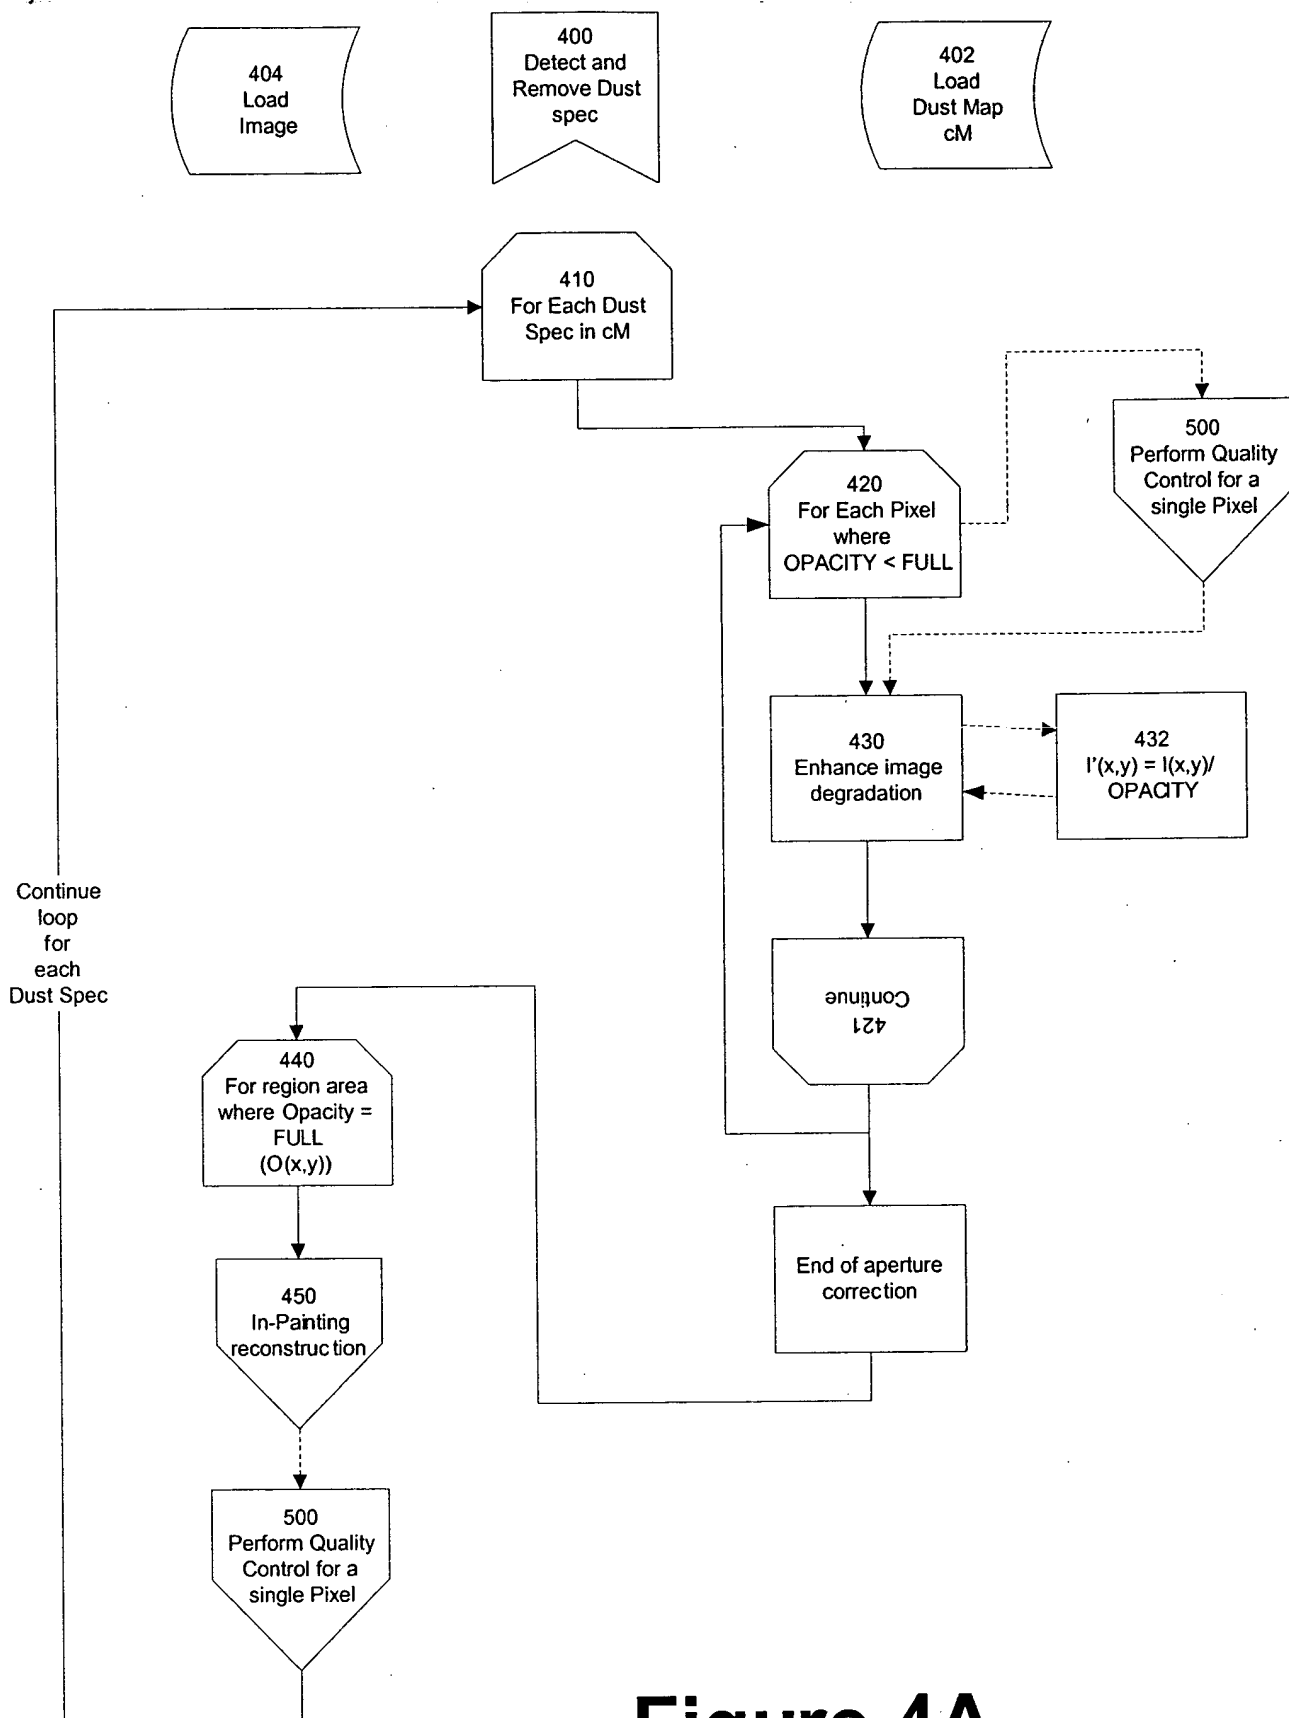 404
Load
Image
400
Detect and
Remove Dust
spec
402
Load
Dust Map
cM
410
For Each Dust
Spec in cM
500
Perform Quality
Control for a
single Pixel
420
For Each Pixel
where
OPACITY < FULL
430
Enhance image
degradation
432
I'(x,y) = I(x,y)/
OPACITY
Continue
loop
for
each
Dust Spec
421
Continue
440
For region area
where Opacity =
FULL
(O(x,y))
End of aperture
correction
450
In-Painting
reconstruction
500
Perform Quality
Control for a
single Pixel
Figure 4A